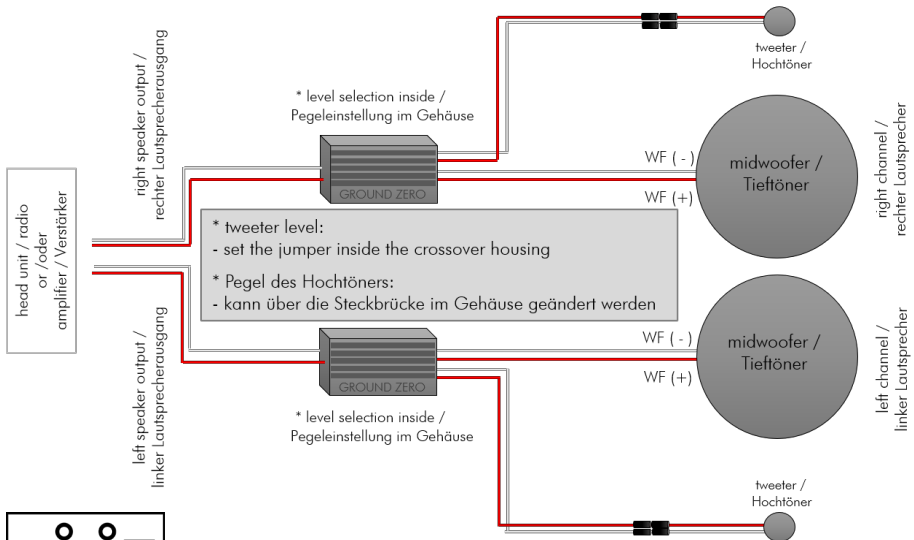 tweeter /
Hochtöner
right speaker output /
rechter Lautsprecherausgang
* level selection inside /
Pegeleinstellung im Gehäuse
GROUND ZERO
WF ( - )
WF (+)
midwoofer /
Tieftöner
right channel /
rechter Lautsprecher
head unit / radio
or /oder
amplifier / Verstärker
* tweeter level:
- set the jumper inside the crossover housing
* Pegel des Hochtöners:
- kann über die Steckbrücke im Gehäuse geändert werden
left speaker output /
linker Lautsprecherausgang
GROUND ZERO
* level selection inside /
Pegeleinstellung im Gehäuse
WF ( - )
WF (+)
midwoofer /
Tieftöner
left channel /
linker Lautsprecher
tweeter /
Hochtöner